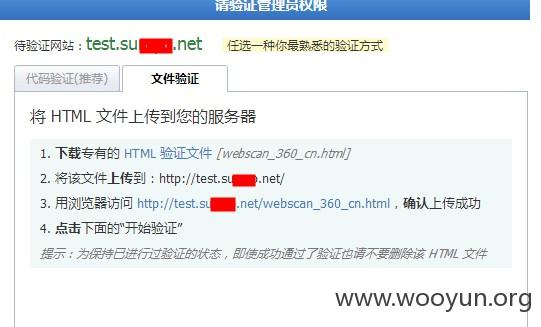 请验证管理员权限
待验证网站：test.su .net 任选一种你最熟悉的验证方式
代码验证(推荐) 文件验证
将 HTML 文件上传到您的服务器
1. 下载专有的 HTML 验证文件 [webscan_360_cn.html]
2. 将该文件上传到：http://test.su o.net/
3. 用浏览器访问 http://test.su .net/webscan_360_cn.html，确认上传成功
4. 点击下面的“开始验证”
提示：为保持已进行过验证的状态，即使成功通过了验证也请不要删除该 HTML 文件
www.wooyun.org